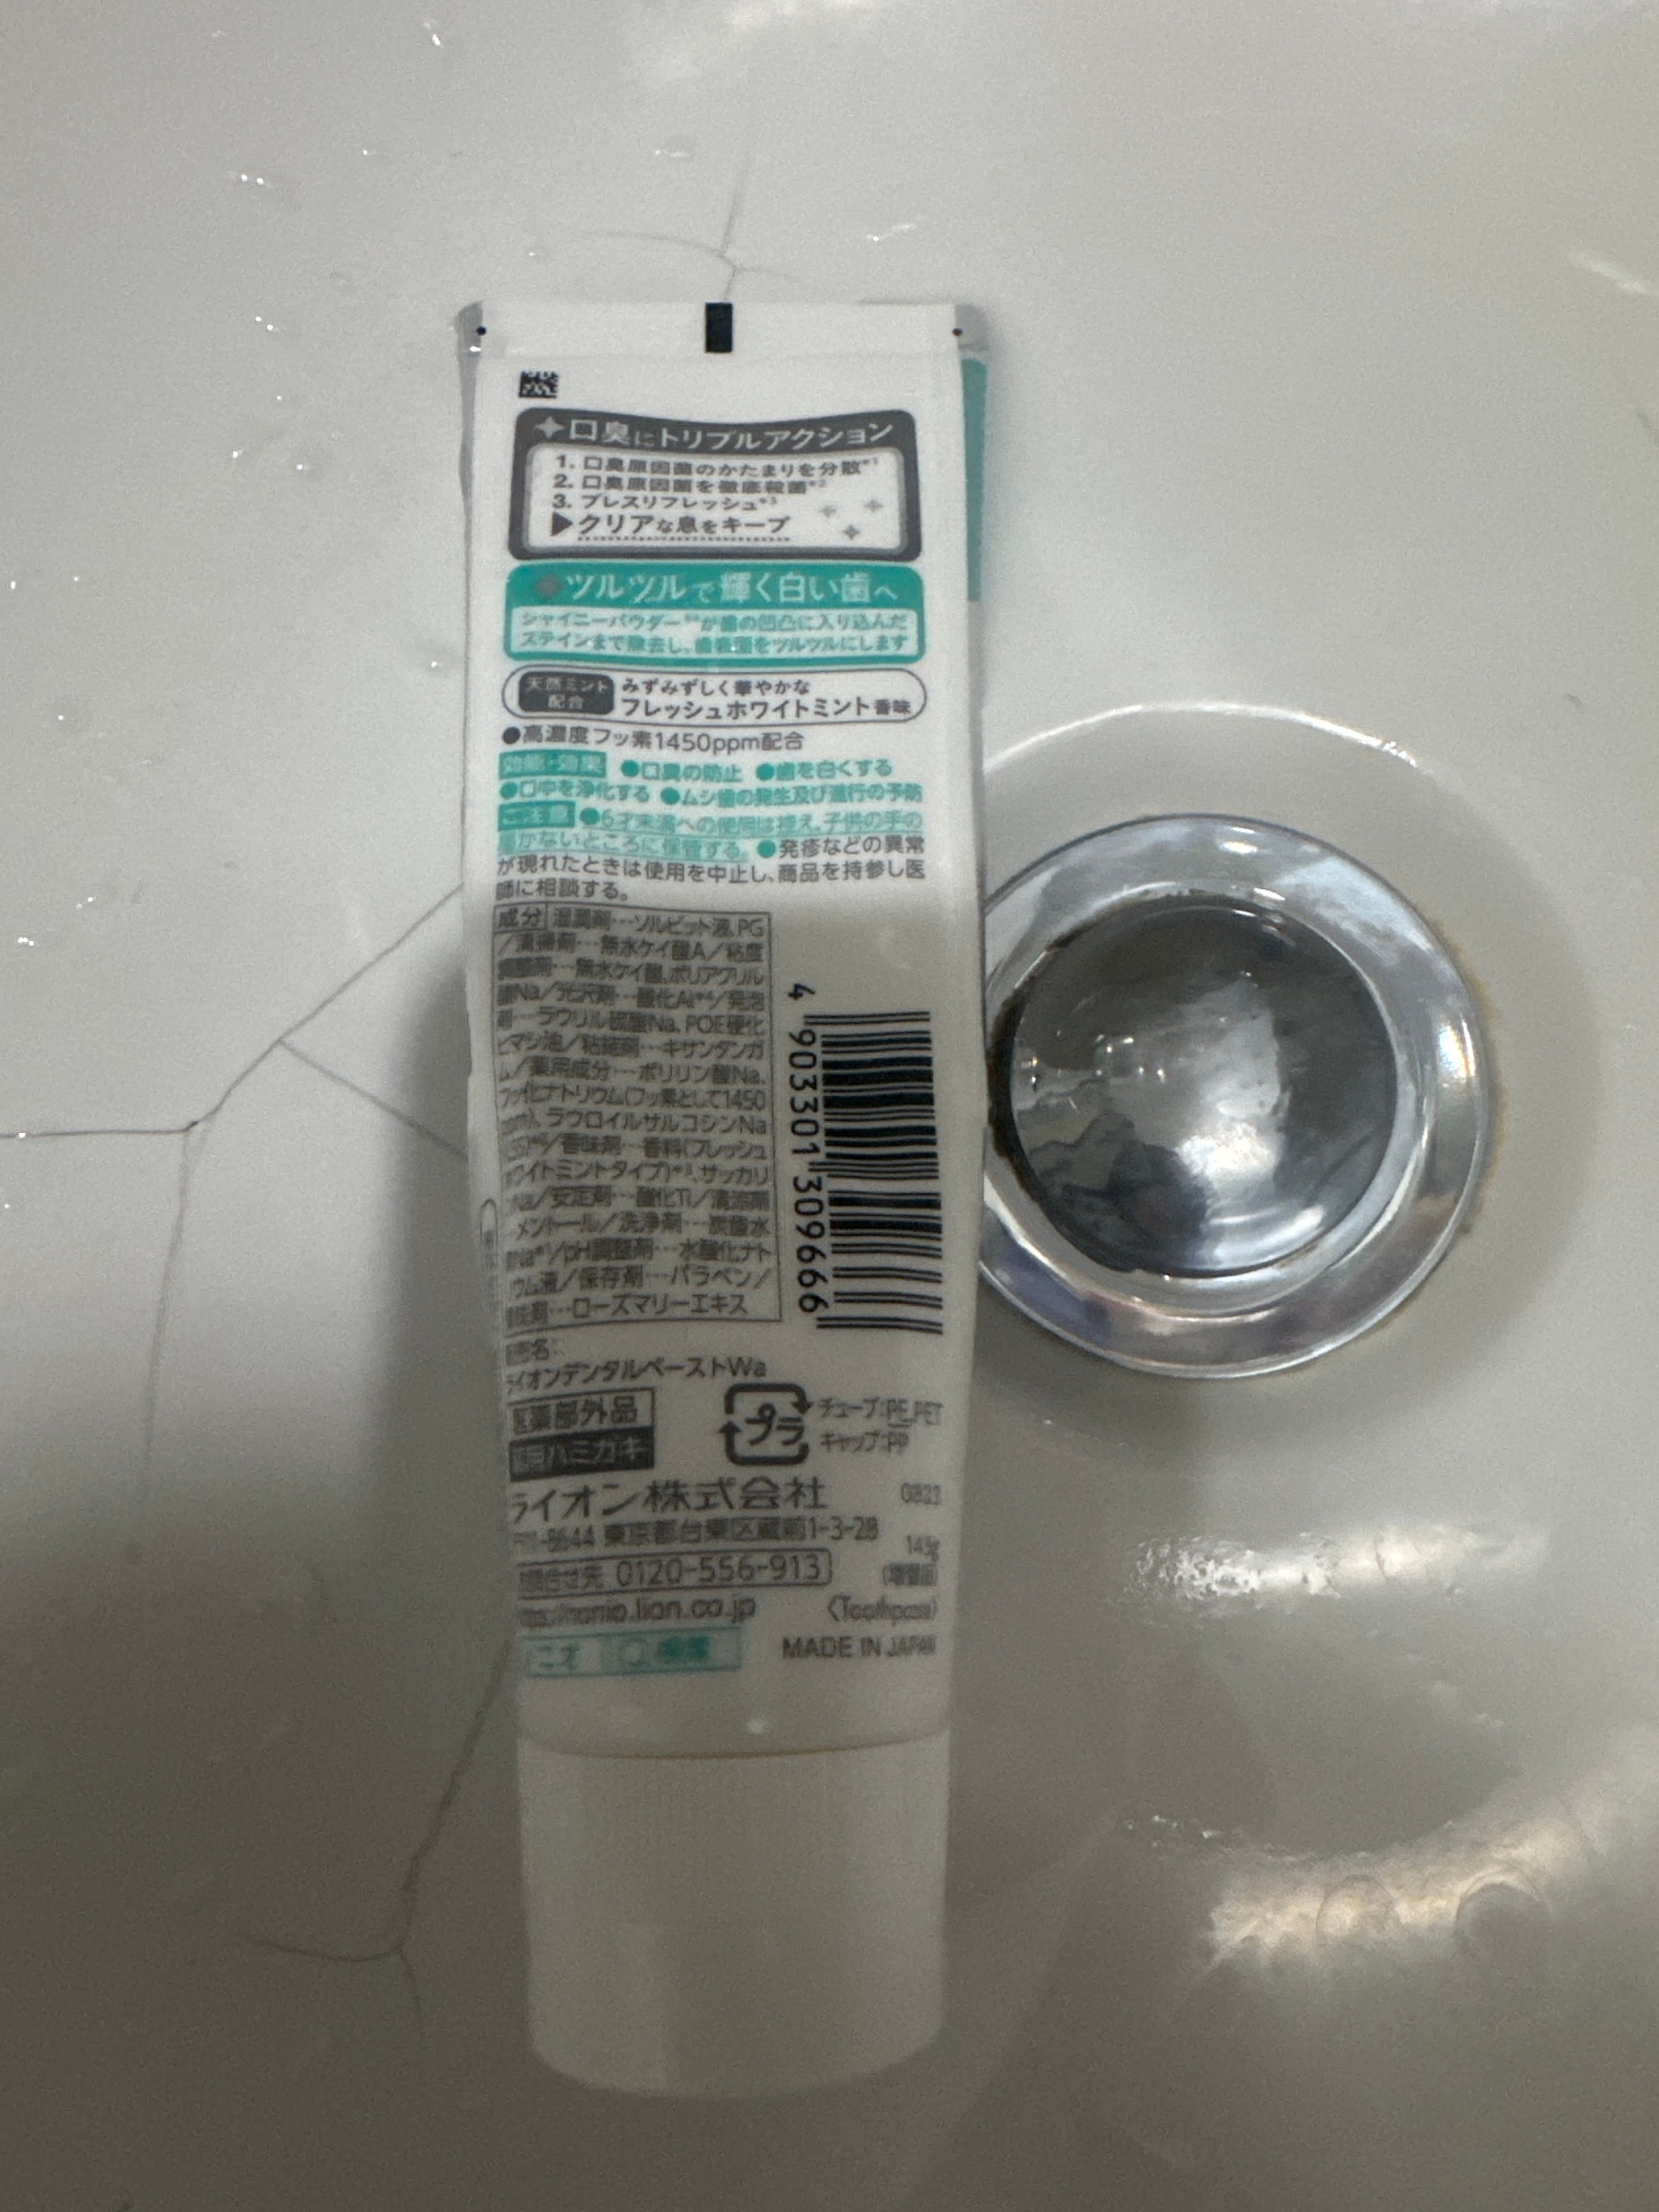 口臭にトリプルアクション
1. 口臭原因菌のかたまりを分散*1
2. 口臭原因菌を徹底殺菌*2
3. ブレスリフレッシュ*3
▶クリアな息をキープ
ツルツルで輝く白い歯へ
シャイニーパウダー が歯の凹凸に入り込んだ
ステインまで除去し、歯表面をツルツルにします
天然ミント
配合
みずみずしく華やかな
フレッシュホワイトミント香味
●高濃度フッ素1450ppm配合
効能・効果 ●口臭の防止 ●歯を白くする
●口中を浄化する ●ムシ歯の発生及び進行の予防
ご注意 ●6才未満への使用は控え、子供の手の
届かないところに保管する。 ●発疹などの異常
が現れたときは使用を中止し、商品を持参し医
師に相談する。
成分 湿潤剤…ソルビット液、PG
/清掃剤…無水ケイ酸A/粘度
調整剤…無水ケイ酸、ポリアクリル
酸Na/光沢剤…酸化Al*4/発泡
剤…ラウリル硫酸Na、POE硬化
ヒマシ油/粘結剤…キサンタンガ
ム/薬用成分…ポリリン酸Na、
フッ化ナトリウム(フッ素として1450
ppm)、ラウロイルサルコシンNa
/香味剤…香料(フレッシュ
ホワイトミントタイプ)*3、サッカリ
Na/安定剤…酸化Ti/清涼剤
メントール/洗浄剤…炭酸水
Na*1/pH調整剤…水酸化ナト
ウム液/保存剤…パラベン/
…ローズマリーエキス
4 903301 309666
販売名:
ライオンデンタルペーストWa
医薬部外品
薬用ハミガキ
プラ
チューブ:PE,PET
キャップ:PP
ライオン株式会社
-8644 東京都台東区蔵前1-3-28
0822
143g
問合せ先 0120-556-913
nonio.lion.co.jp
MADE IN JAPAN